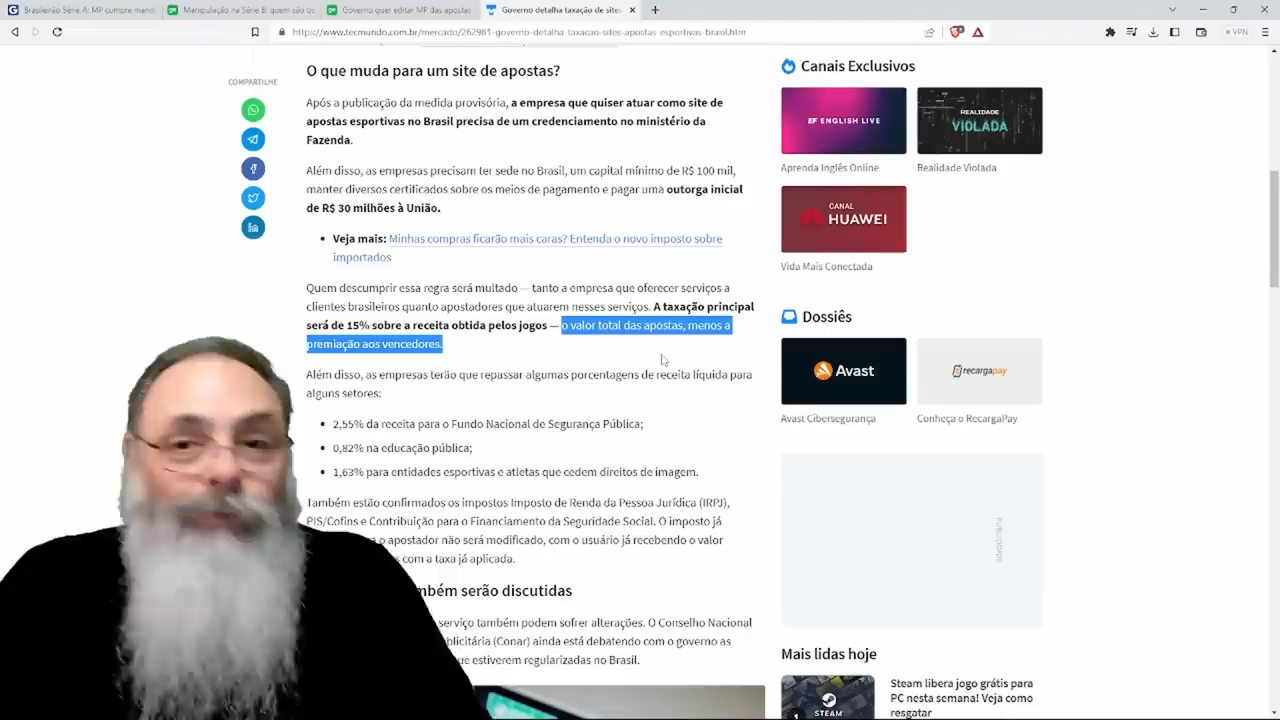 Brasileirão Série A: MP cumpre mand
Manipulação na Série B: quem são os
Governo quer editar MP das apostas
Governo detalha taxação de sites
https://www.tecmundo.com.br/mercado/262981-governo-detalha-taxacao-sites-apostas-esportivas-brasil.htm
VPN
COMPARTILHE
O que muda para um site de apostas?
Após a publicação da medida provisória, a empresa que quiser atuar como site de
apostas esportivas no Brasil precisa de um credenciamento no ministério da
Fazenda.
Além disso, as empresas precisam ter sede no Brasil, um capital mínimo de R$ 100 mil,
manter diversos certificados sobre os meios de pagamento e pagar uma outorga inicial
de R$ 30 milhões à União.
• Veja mais: Minhas compras ficarão mais caras? Entenda o novo imposto sobre
importados
Quem descumprir essa regra será multado — tanto a empresa que oferecer serviços a
clientes brasileiros quanto apostadores que atuarem nesses serviços. A taxação principal
será de 15% sobre a receita obtida pelos jogos — o valor total das apostas, menos a
premiação aos vencedores.
Além disso, as empresas terão que repassar algumas porcentagens de receita líquida para
alguns setores:
• 2,55% da receita para o Fundo Nacional de Segurança Pública;
• 0,82% na educação pública;
• 1,63% para entidades esportivas e atletas que cedem direitos de imagem.
Também estão confirmados os impostos Imposto de Renda da Pessoa Jurídica (IRPJ),
PIS/Cofins e Contribuição para o Financiamento da Seguridade Social. O imposto já
o apostador não será modificado, com o usuário já recebendo o valor
s com a taxa já aplicada.
mbém serão discutidas
serviço também podem sofrer alterações. O Conselho Nacional
blicitária (Conar) ainda está debatendo com o governo as
que estiverem regularizadas no Brasil.
Canais Exclusivos
EF ENGLISH LIVE
REALIDADE
VIOLADA
Aprenda Inglês Online
Realidade Violada
CANAL
HUAWEI
Vida Mais Conectada
Dossiês
Avast
recargapay
Avast Cibersegurança
Conheça o RecargaPay
PUBLICIDADE
Mais lidas hoje
STEAM
1
Steam libera jogo grátis para
PC nesta semana! Veja como
resgatar